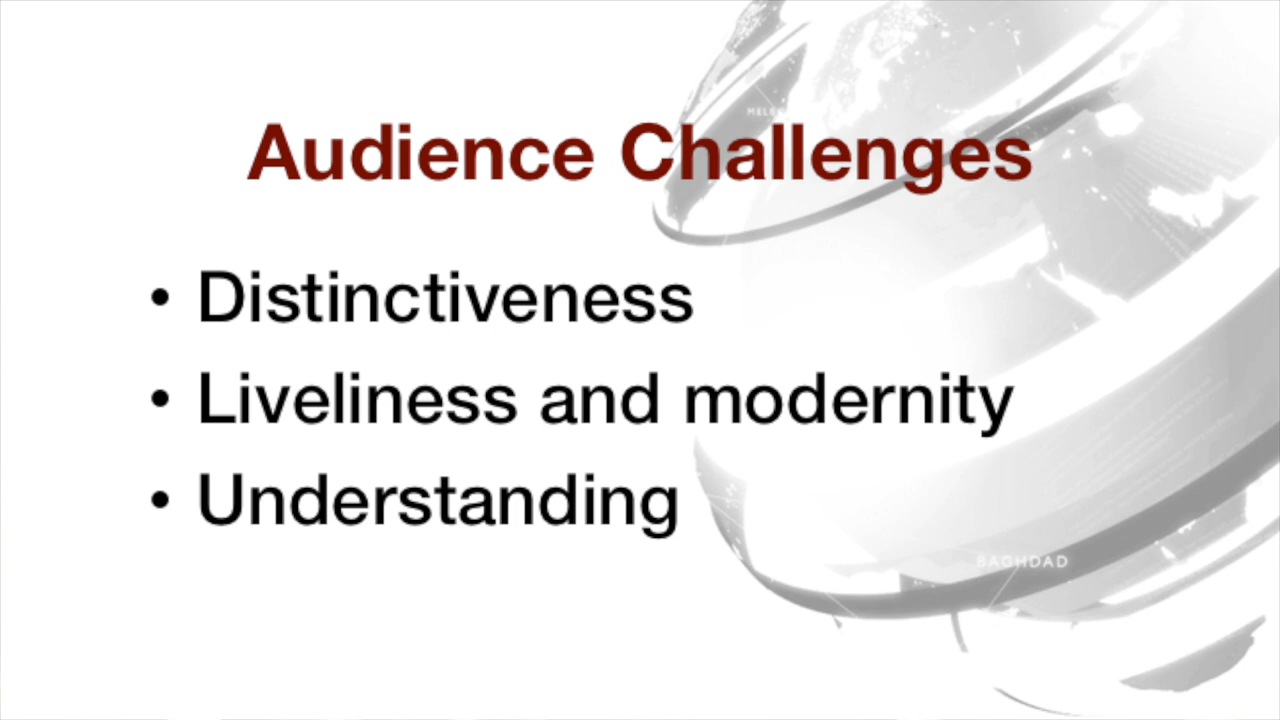 Audience Challenges
• Distinctiveness
• Liveliness and modernity
• Understanding
BAGHDAD